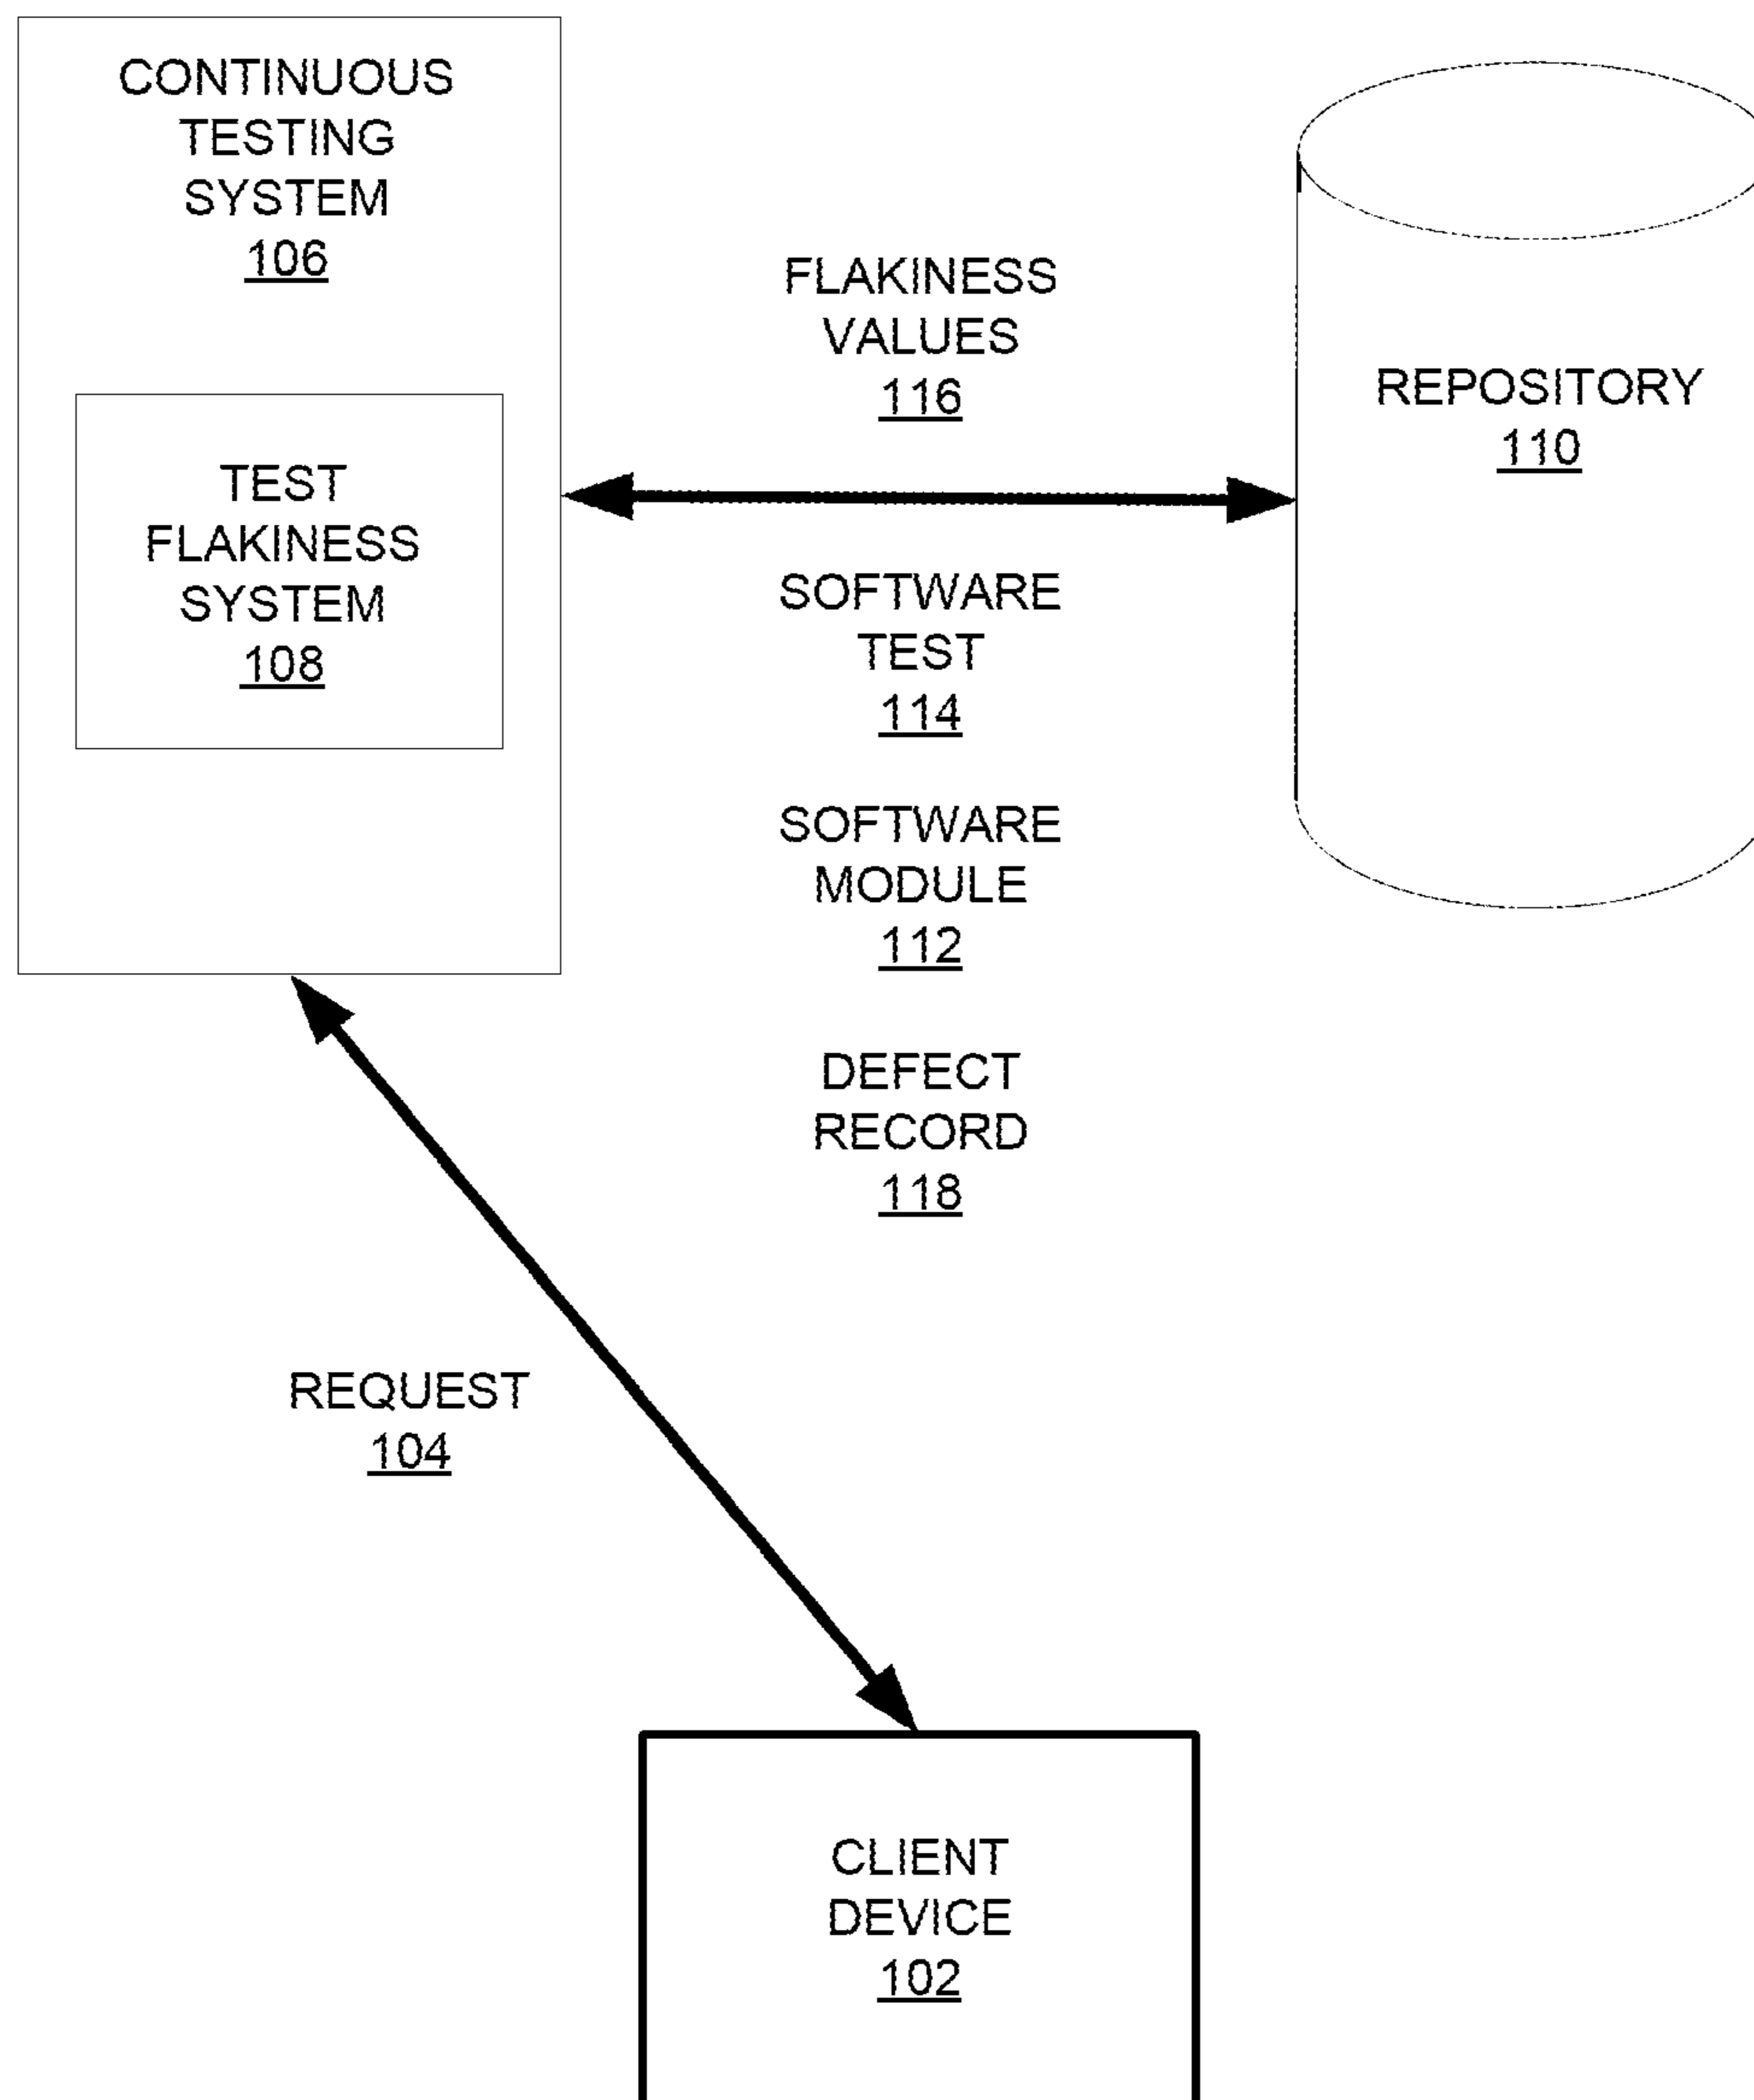 CONTINUOUS
TESTING
SYSTEM
106
TEST
FLAKINESS
SYSTEM
108
FLAKINESS
VALUES
116
SOFTWARE
TEST
114
SOFTWARE
MODULE
112
DEFECT
RECORD
118
REPOSITORY
110
REQUEST
104
CLIENT
DEVICE
102